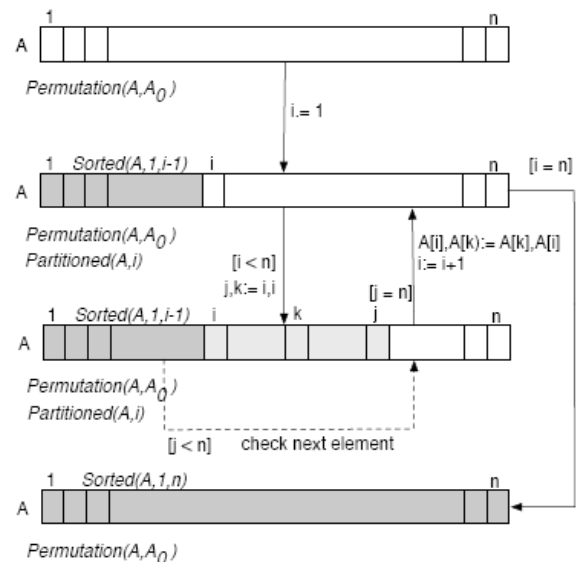 1 n
A
Permutation(A,A0)
i.= 1
1 Sorted(A,1,i-1) i n [i = n]
A
Permutation(A,A0)
Partitioned(A,i)
A[i],A(k):= A[k],A[i]
i:= i+1
[i < n]
j,k:= i,i
[j = n]
1 Sorted(A,1,i-1) i k j n
A
Permutation(A,A0)
Partitioned(A,i)
[j < n] check next element
1 Sorted(A,1,n) n
A
Permutation(A,A0)